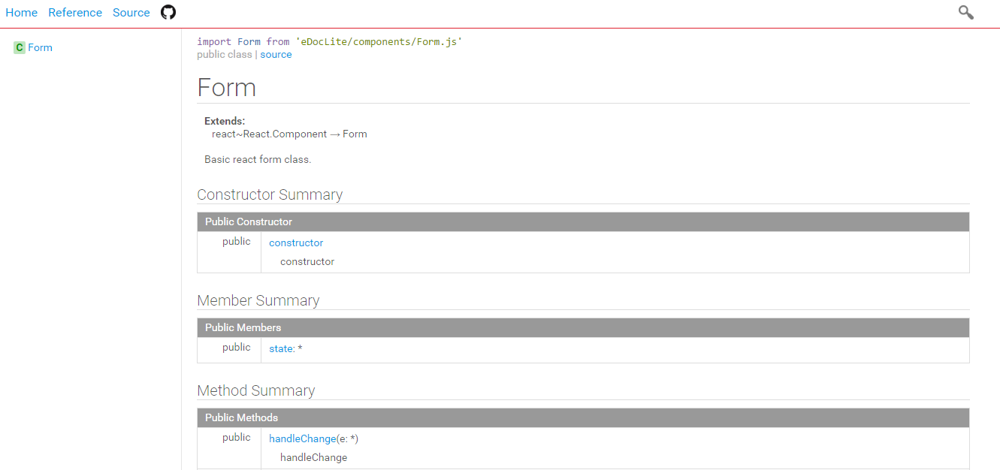 Home Reference Source
C Form
import Form from 'eDocLite/components/Form.js'
public class | source
Form
Extends:
react~React.Component → Form
Basic react form class.
Constructor Summary
Public Constructor
public constructor
constructor
Member Summary
Public Members
public state: *
Method Summary
Public Methods
public handleChange(e: *)
handleChange